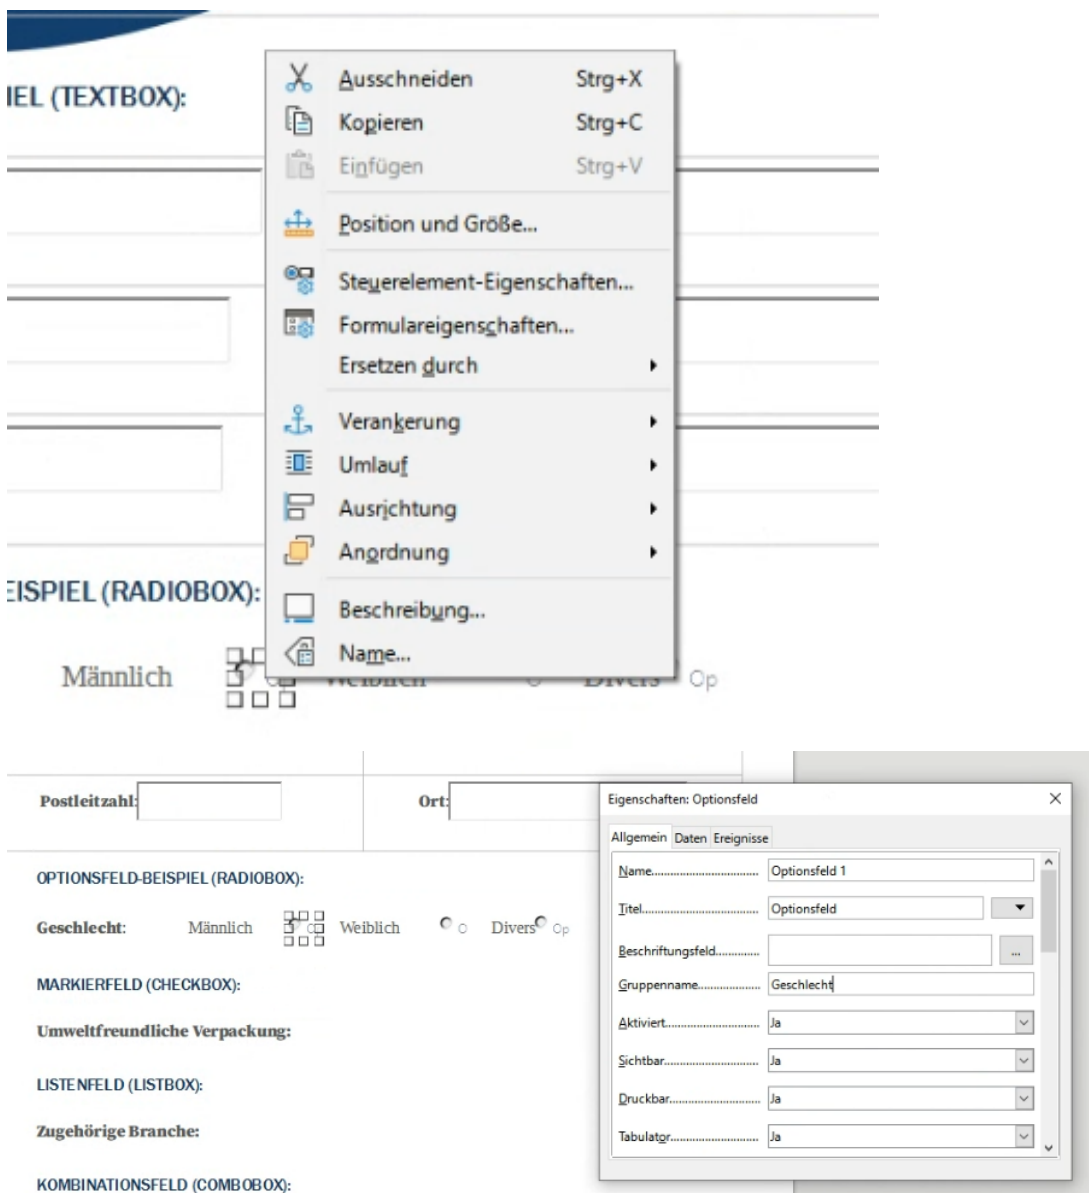 IEL (TEXTBOX):
Ausschneiden Strg+X
Kopieren Strg+C
Einfügen Strg+V
Position und Größe...
Steuerelement-Eigenschaften...
Formulareigenschaften...
Ersetzen durch
Verankerung
Umlauf
Ausrichtung
Anordnung
Beschreibung...
Name...
EISPIEL (RADIOBOX):
Männlich Weiblich Divers Op
Postleitzahl: Ort:
OPTIONSFELD-BEISPIEL (RADIOBOX):
Geschlecht: Männlich Weiblich O Divers Op
MARKIERFELD (CHECKBOX):
Umweltfreundliche Verpackung:
LISTENFELD (LISTBOX):
Zugehörige Branche:
KOMBINATIONSFELD (COMBOBOX):
Eigenschaften: Optionsfeld
Allgemein Daten Ereignisse
Name................................ Optionsfeld 1
Titel................................... Optionsfeld
Beschriftungsfeld............. ...
Gruppenname................... Geschlecht
Aktiviert........................... Ja
Sichtbar............................ Ja
Druckbar........................... Ja
Tabulator.......................... Ja